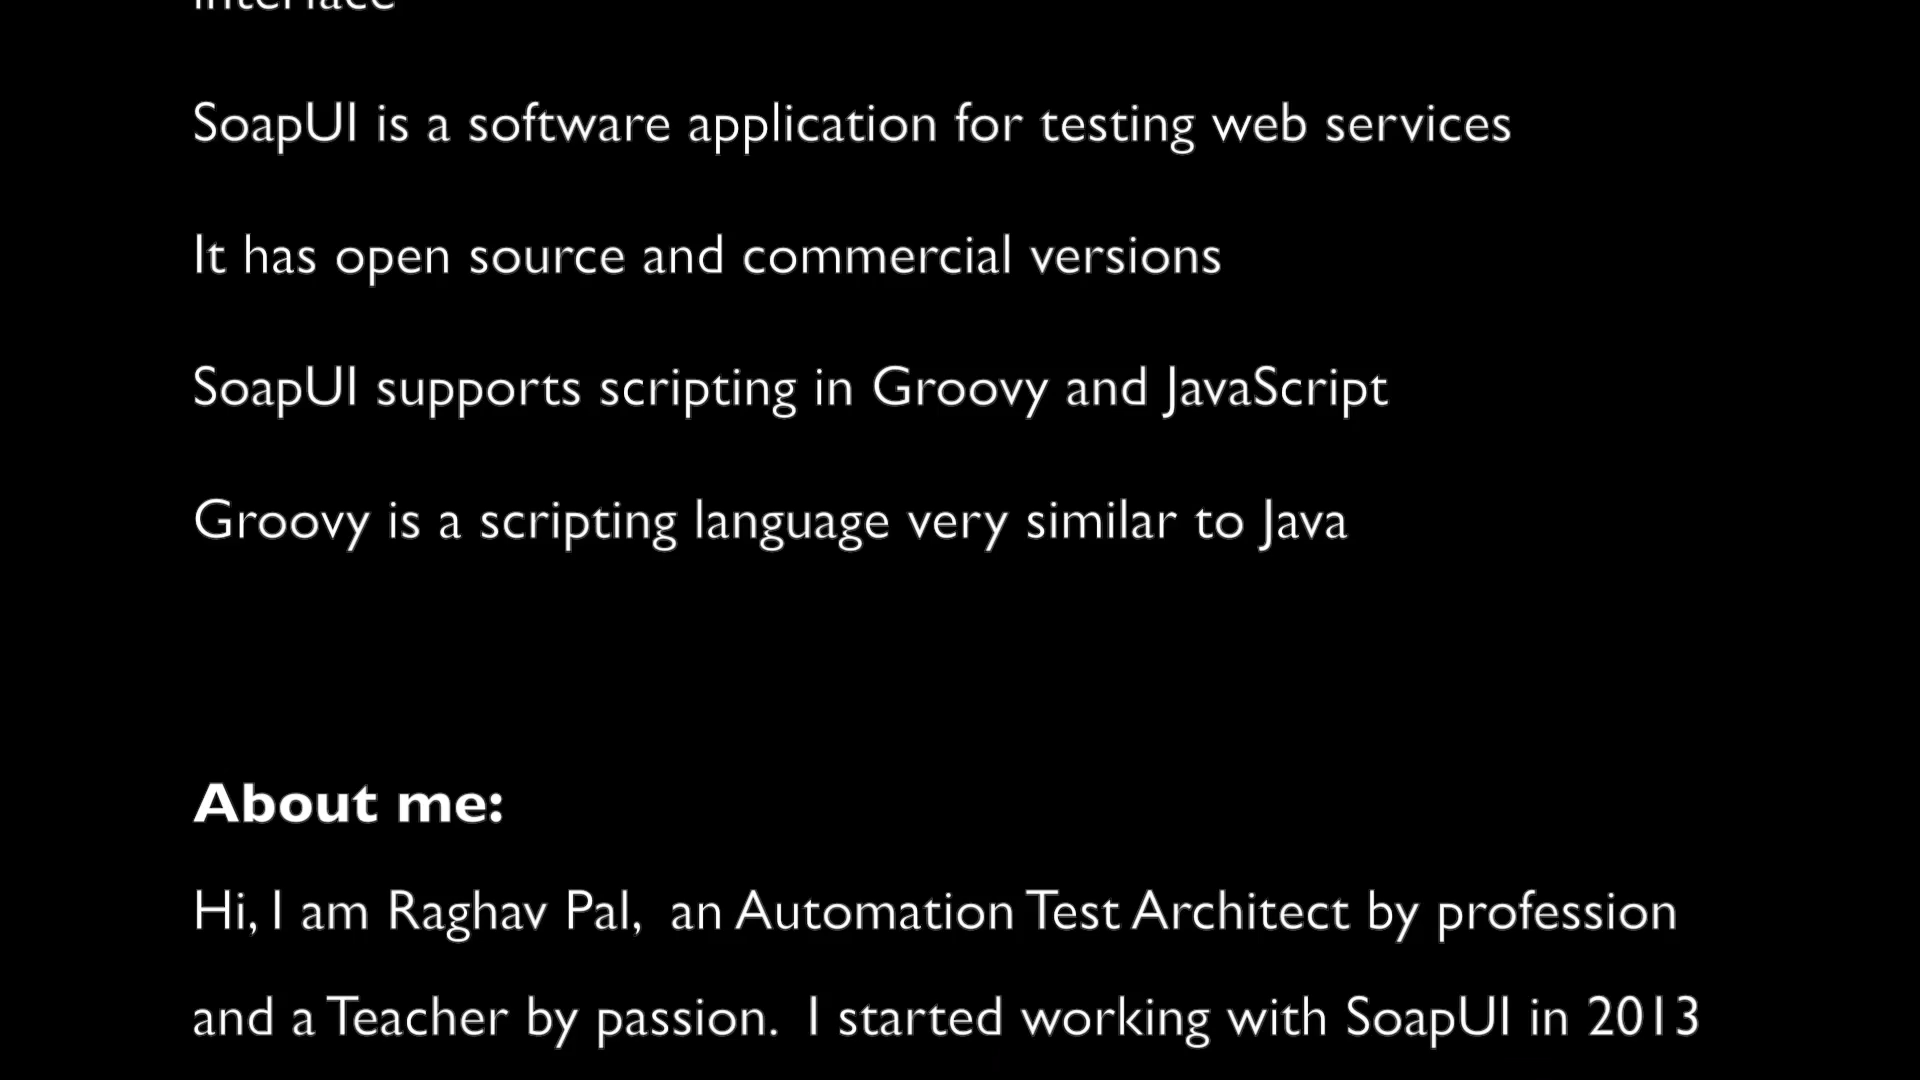 interface
SoapUI is a software application for testing web services
It has open source and commercial versions
SoapUI supports scripting in Groovy and JavaScript
Groovy is a scripting language very similar to Java
About me:
Hi, I am Raghav Pal,  an Automation Test Architect by profession
and a Teacher by passion.  I started working with SoapUI in 2013